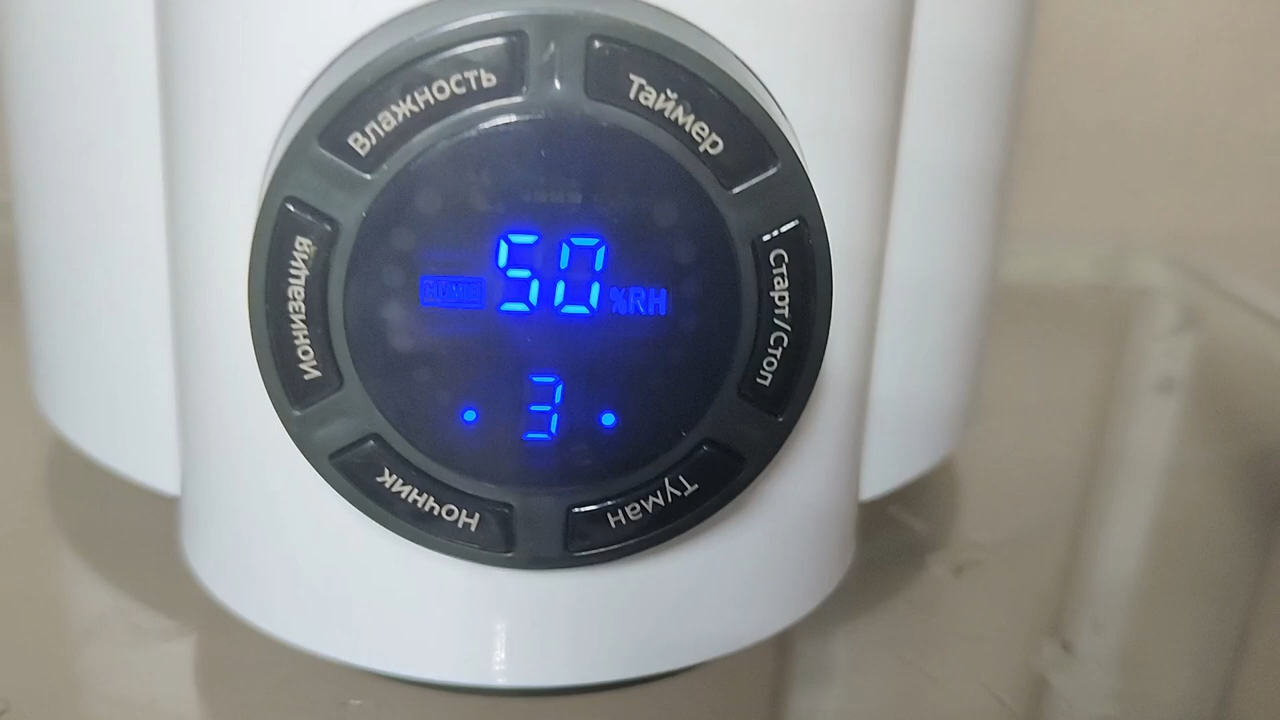 Влажность
Таймер
Ионизация
50 %RH
Старт/Стоп
3
Ночник
Туман